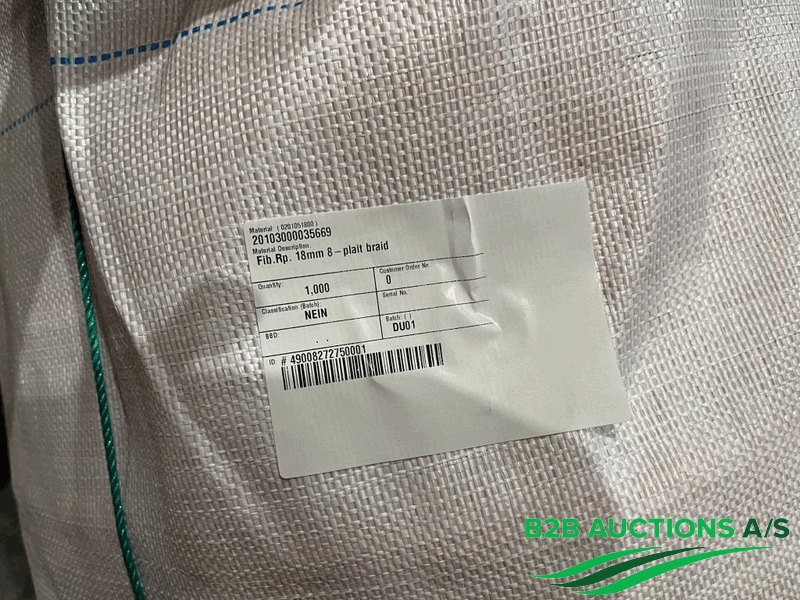 Material: ( 0201051800 )
20103000035669
Material Description:
Fib.Rp. 18mm 8-plait braid
Quantity: 1,000
Customer Order No.
0
Classification (Batch):
NEIN
Serial No.
BBD: . .
Batch: ( )
DU01
ID: # 49008272750001
B2B AUCTIONS A/S